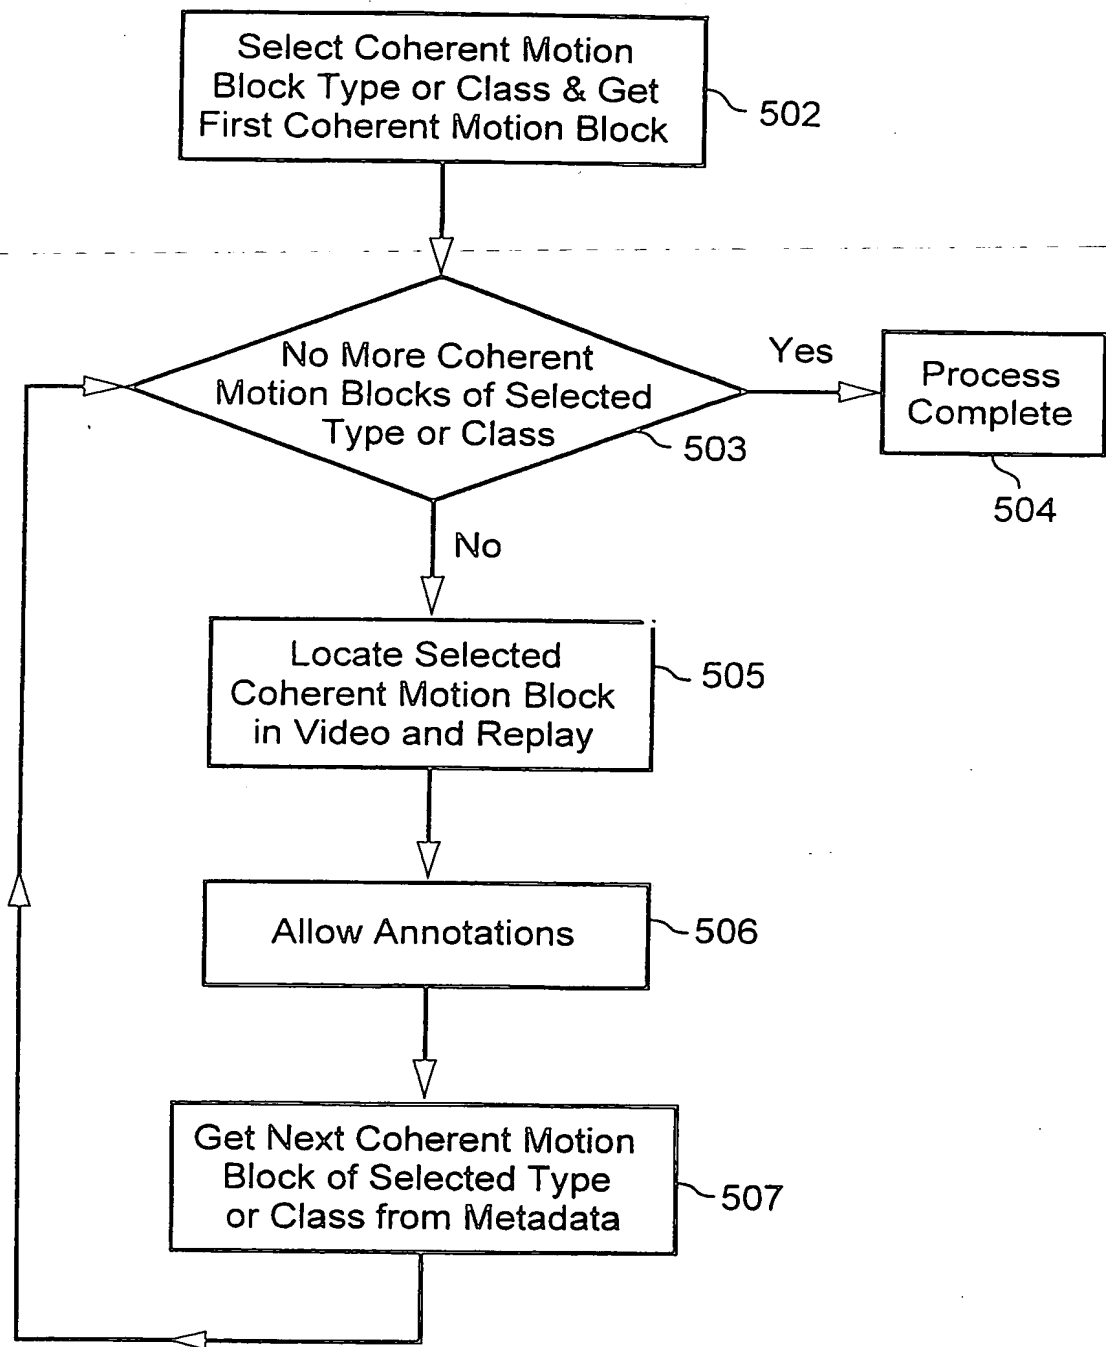 Select Coherent Motion
Block Type or Class & Get
First Coherent Motion Block
502
No More Coherent
Motion Blocks of Selected
Type or Class
503
Yes
Process
Complete
504
No
Locate Selected
Coherent Motion Block
in Video and Replay
505
Allow Annotations
506
Get Next Coherent Motion
Block of Selected Type
or Class from Metadata
507